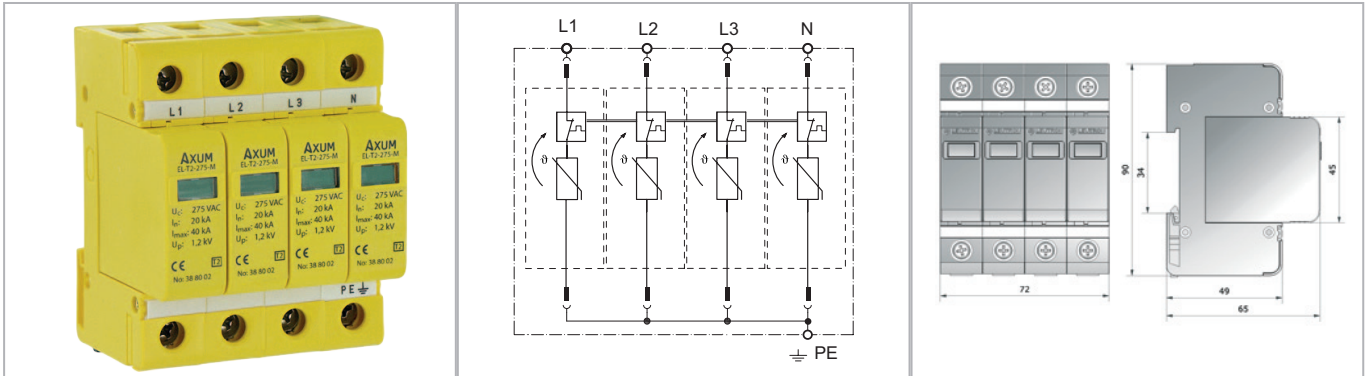 L1 L2 L3 N
AXUM
EL-T2-275-M
Uc: 275 VAC
In: 20 kA
Imax: 40 kA
Up: 1,2 kV
CE T2
No: 38 80 02
AXUM
EL-T2-275-M
Uc: 275 VAC
In: 20 kA
Imax: 40 kA
Up: 1,2 kV
CE T2
No: 38 80 02
AXUM
EL-T2-275-M
Uc: 275 VAC
In: 20 kA
Imax: 40 kA
Up: 1,2 kV
CE T2
No: 38 80 02
AXUM
EL-T2-275-M
Uc: 275 VAC
In: 20 kA
Imax: 40 kA
Up: 1,2 kV
CE T2
No: 38 80 02
PE
L1 L2 L3 N
ϑ ϑ ϑ ϑ
PE
90
34
45
72
49
65